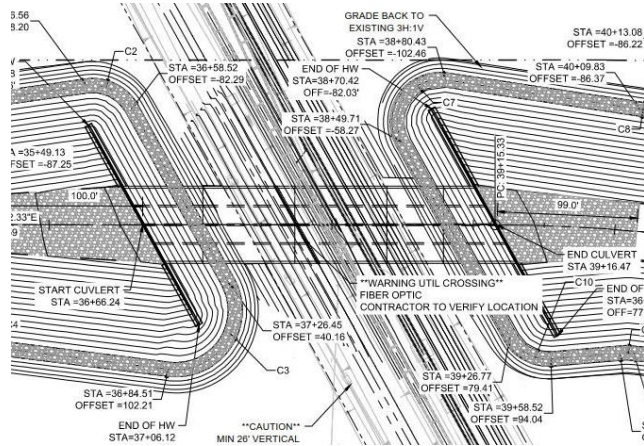 6.56
8.20
C2
STA =36+58.52
OFFSET =-82.29
GRADE BACK TO
EXISTING 3H:1V
STA =38+80.43
OFFSET =-102.46
END OF HW
STA=38+70.42
OFF=-82.03'
STA =38+49.71
OFFSET =-58.27
C7
STA =40+13.08
OFFSET =-86.22
STA =40+09.83
OFFSET =-86.37
C8
TA =35+49.13
FSET =-87.25
100.0'
PC: 39+15.33
99.0'
2.33"E
START CUVLERT
STA =36+66.24
**WARNING UTIL CROSSING**
FIBER OPTIC
CONTRACTOR TO VERIFY LOCATION
END CULVERT
STA 39+16.47
C10
END OF
STA=36
OFF=77
STA =37+26.45
OFFSET =40.16
C3
STA =36+84.51
OFFSET =102.21
END OF HW
STA=37+06.12
**CAUTION**
MIN 26' VERTICAL
STA =39+26.77
OFFSET =79.41
STA =39+58.52
OFFSET =94.04